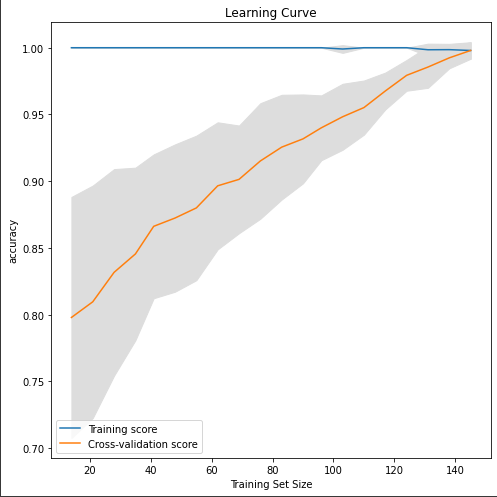 Learning Curve
1.00
0.95
0.90
0.85
0.80
0.75
0.70
accuracy
Training score
Cross-validation score
20
40
60
80
100
120
140
Training Set Size